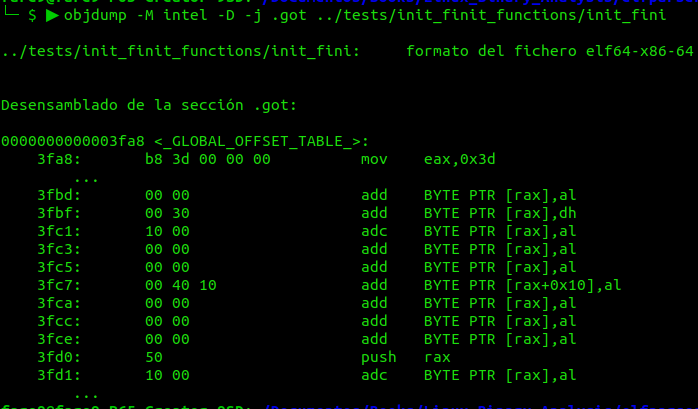 └─ $ ▶ objdump -M intel -D -j .got ../tests/init_finit_functions/init_fini
../tests/init_finit_functions/init_fini:     formato del fichero elf64-x86-64
Desensamblado de la sección .got:
0000000000003fa8 <_GLOBAL_OFFSET_TABLE_>:
3fa8: b8 3d 00 00 00 mov eax,0x3d
...
3fbd: 00 00 add BYTE PTR [rax],al
3fbf: 00 30 add BYTE PTR [rax],dh
3fc1: 10 00 adc BYTE PTR [rax],al
3fc3: 00 00 add BYTE PTR [rax],al
3fc5: 00 00 add BYTE PTR [rax],al
3fc7: 00 40 10 add BYTE PTR [rax+0x10],al
3fca: 00 00 add BYTE PTR [rax],al
3fcc: 00 00 add BYTE PTR [rax],al
3fce: 00 00 add BYTE PTR [rax],al
3fd0: 50 push rax
3fd1: 10 00 adc BYTE PTR [rax],al
...